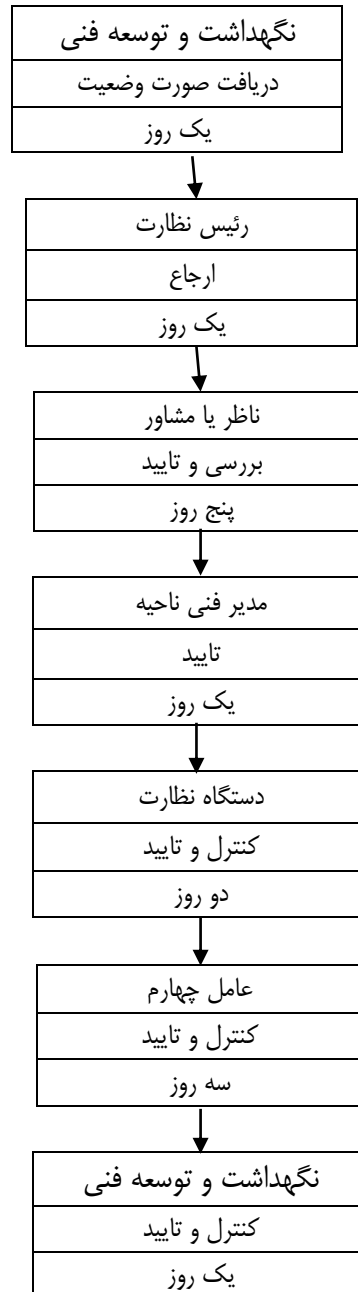 نگهداشت و توسعه فنی
دریافت صورت وضعیت
یک روز
رئیس نظارت
ارجاع
یک روز
ناظر یا مشاور
بررسی و تایید
پنج روز
مدیر فنی ناحیه
تایید
یک روز
دستگاه نظارت
کنترل و تایید
دو روز
عامل چهارم
کنترل و تایید
سه روز
نگهداشت و توسعه فنی
کنترل و تایید
یک روز